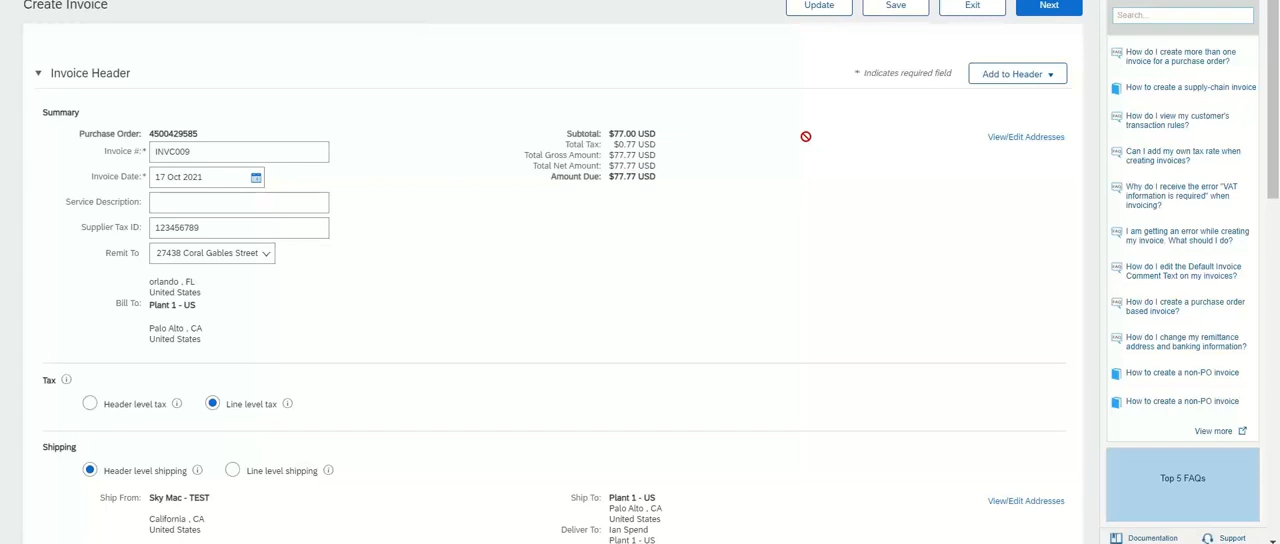 Create Invoice
Update
Save
Exit
Next
Invoice Header
* Indicates required field
Add to Header
Summary
Purchase Order: 4500429585
Invoice #:* INVC009
Invoice Date:* 17 Oct 2021
Service Description:
Supplier Tax ID: 123456789
Remit To 27438 Coral Gables Street
orlando , FL
United States
Bill To: Plant 1 - US
Palo Alto , CA
United States
Subtotal: $77.00 USD
Total Tax: $0.77 USD
Total Gross Amount: $77.77 USD
Total Net Amount: $77.77 USD
Amount Due: $77.77 USD
View/Edit Addresses
Tax
Header level tax
Line level tax
Shipping
Header level shipping
Line level shipping
Ship From: Sky Mac - TEST
California , CA
United States
Ship To: Plant 1 - US
Palo Alto , CA
United States
Deliver To: Ian Spend
Plant 1 - US
View/Edit Addresses
Search...
FAQ How do I create more than one
invoice for a purchase order?
How to create a supply-chain invoice
FAQ How do I view my customer's
transaction rules?
FAQ Can I add my own tax rate when
creating invoices?
FAQ Why do I receive the error "VAT
information is required" when
invoicing?
FAQ I am getting an error while creating
my invoice. What should I do?
FAQ How do I edit the Default Invoice
Comment Text on my invoices?
FAQ How do I create a purchase order
based invoice?
FAQ How do I change my remittance
address and banking information?
How to create a non-PO invoice
How to create a non-PO invoice
View more
Top 5 FAQs
Documentation
Support